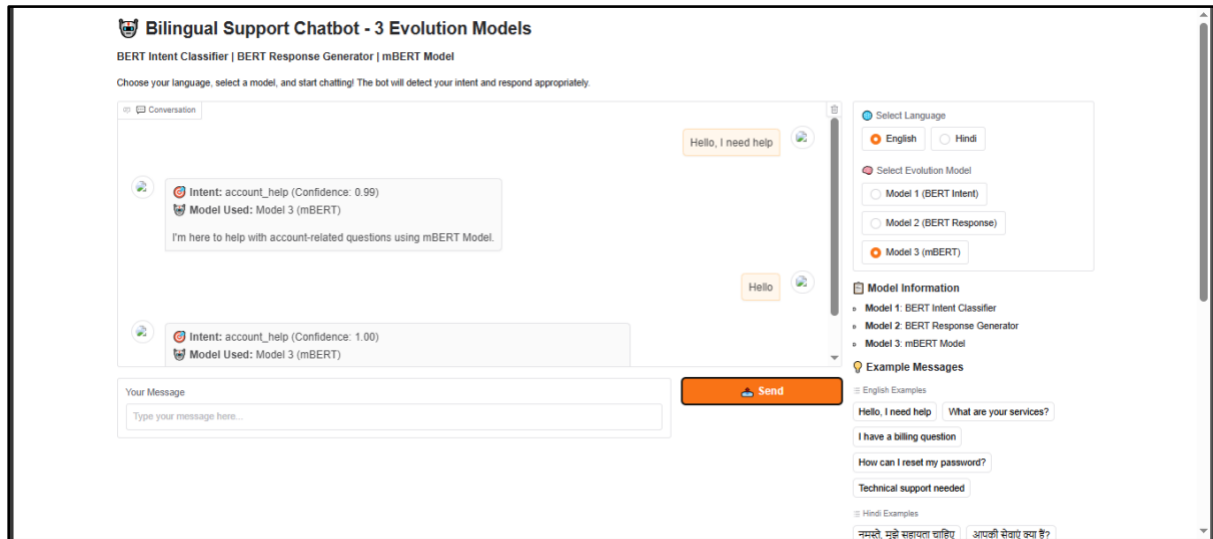 Bilingual Support Chatbot - 3 Evolution Models
BERT Intent Classifier | BERT Response Generator | mBERT Model
Choose your language, select a model, and start chatting! The bot will detect your intent and respond appropriately.
Conversation
Hello, I need help
Intent: account_help (Confidence: 0.99)
Model Used: Model 3 (mBERT)
I'm here to help with account-related questions using mBERT Model.
Hello
Intent: account_help (Confidence: 1.00)
Model Used: Model 3 (mBERT)
Your Message
Type your message here...
Send
Select Language
English
Hindi
Select Evolution Model
Model 1 (BERT Intent)
Model 2 (BERT Response)
Model 3 (mBERT)
Model Information
Model 1: BERT Intent Classifier
Model 2: BERT Response Generator
Model 3: mBERT Model
Example Messages
English Examples
Hello, I need help
What are your services?
I have a billing question
How can I reset my password?
Technical support needed
Hindi Examples
नमस्ते, मुझे सहायता चाहिए
आपकी सेवाएं क्या हैं?